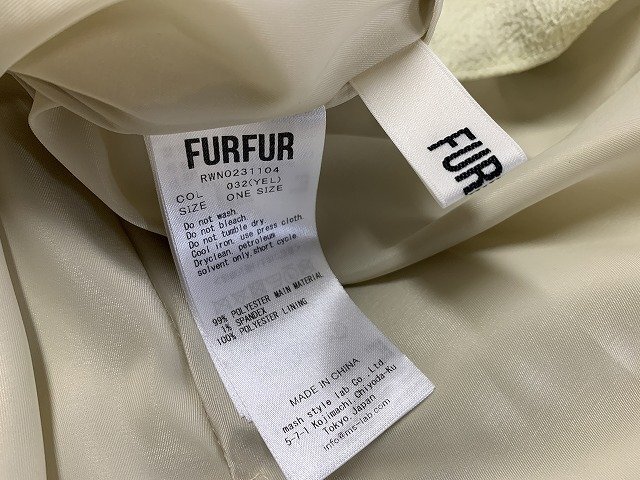 FURFUR
RWN0231104
COL 032(YEL)
SIZE ONE SIZE
Do not wash
Do not bleach
Do not tumble dry.
Cool iron, use press cloth.
Dryclean, petroleum
solvent only,short cycle
99% POLYESTER MAIN MATERIAL
1% SPANDEX
100% POLYESTER LINING
MADE IN CHINA
mash style lab Co.,Ltd.
5-7-1 Kojimachi,Chiyoda-Ku
Tokyo,Japan
info@ms-lab.com
FUR